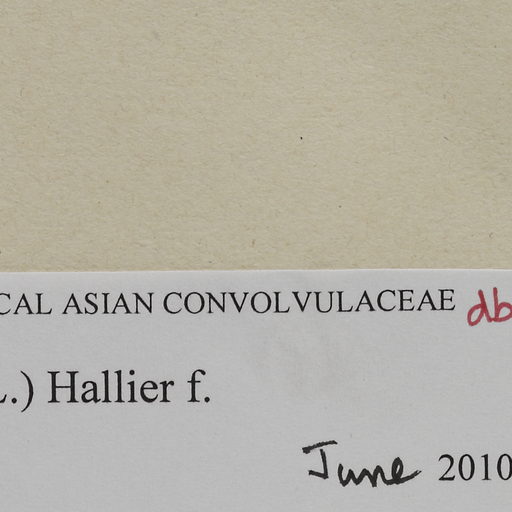 CAL ASIAN CONVOLVULACEAE db
L.) Hallier f.
June 2010